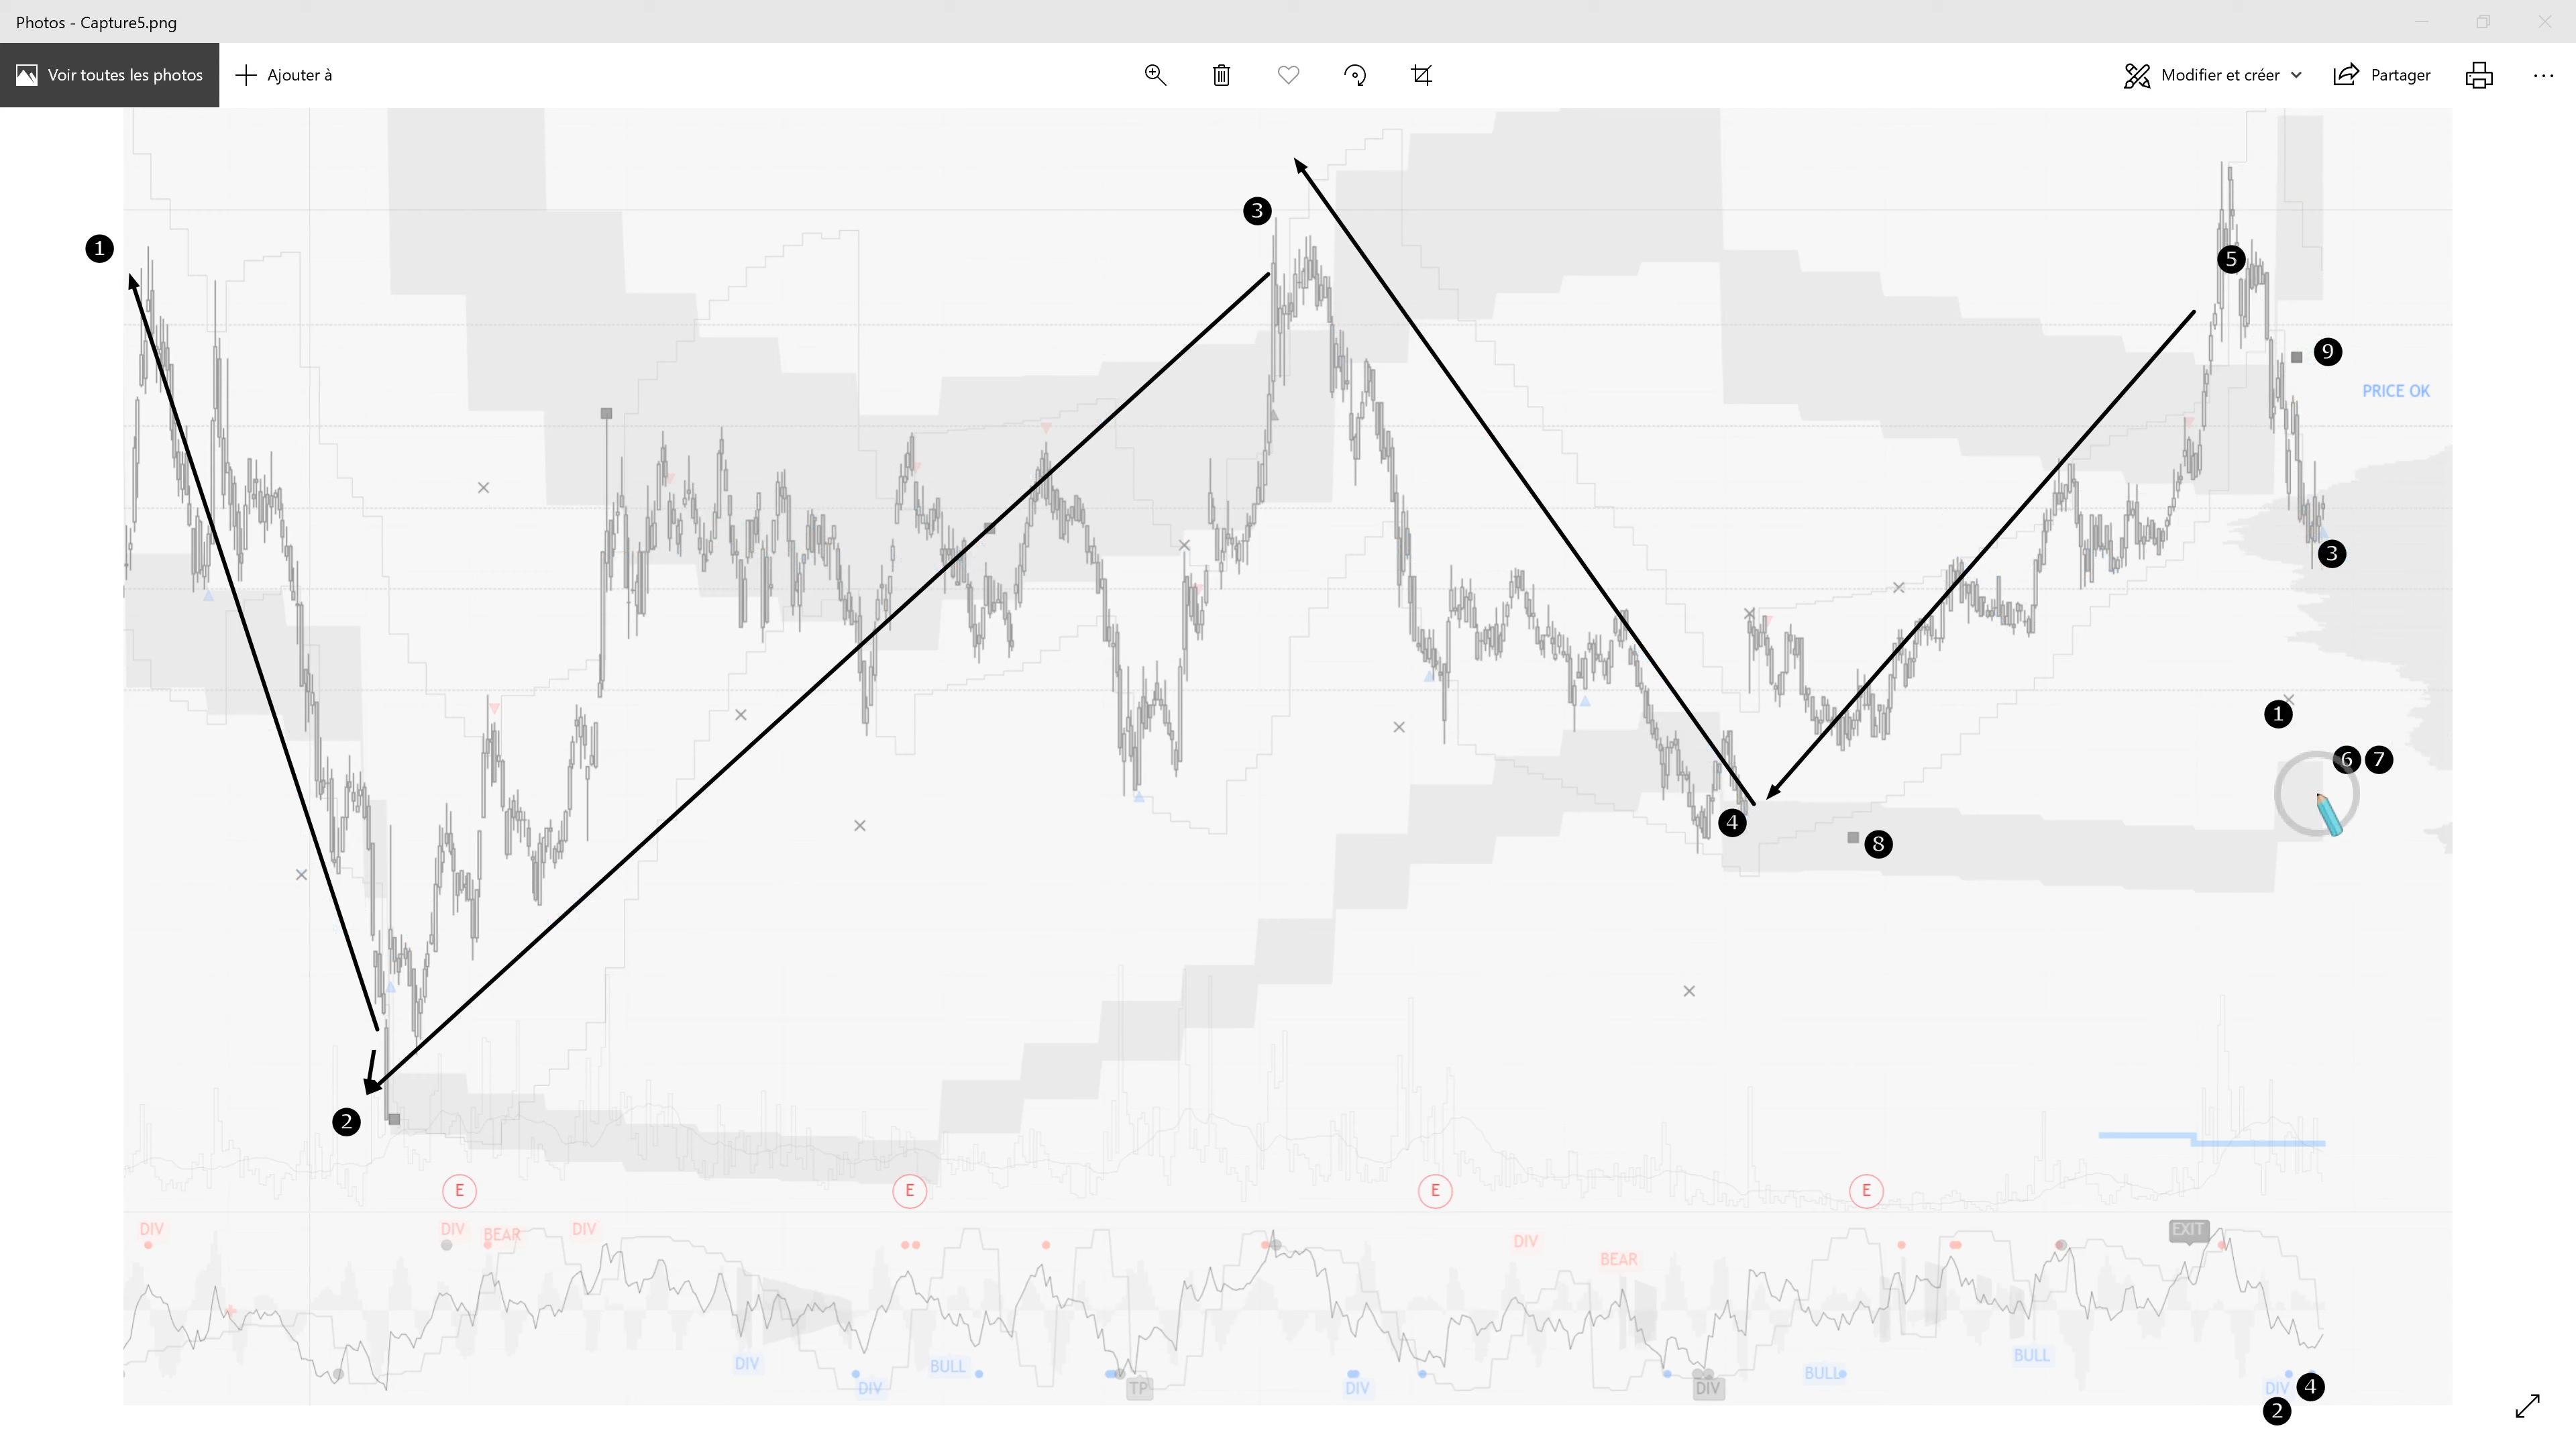 Photos - Capture5.png
Voir toutes les photos
Ajouter à
Modifier et créer
Partager
3
1
5
9
PRICE OK
3
1
6 7
4
8
2
E E E E
DIV DIV BEAR DIV DIV BEAR EXIT
DIV BULL BULL BULL
DIV TP DIV DIV DIV 4
2